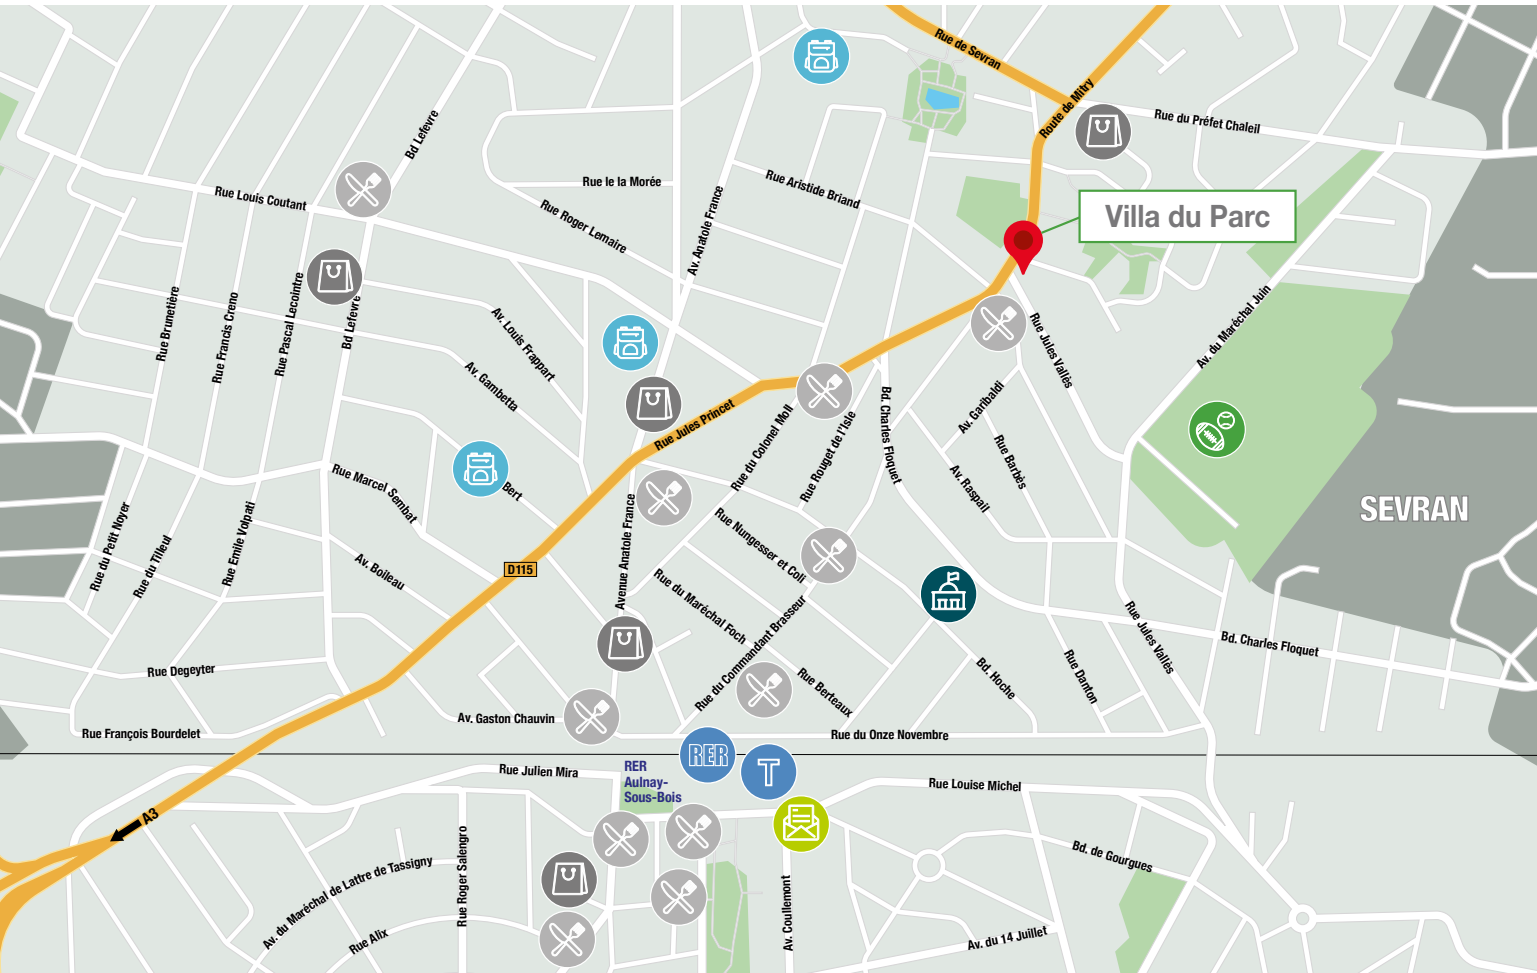 Rue de Sevran
Route de Mitry
Rue du Préfet Chaleil
Bd Lefevre
Rue Louis Coutant
Rue le la Morée
Rue Roger Lemaire
Av. Anatole France
Rue Aristide Briand
Villa du Parc
Rue Brunetière
Rue Francis Creno
Rue Pascal Lecointre
Bd Lefevre
Av. Louis Frappart
Av. Gambetta
Rue Jules Vallès
Av. du Maréchal Juin
Rue Jules Princet
Rue du Colonel Moll
Rue Rouget de l'Isle
Bd. Charles Floquet
Av. Garibaldi
Rue Barbès
Av. Raspail
SEVRAN
Rue Marcel Sembat
Bert
Rue du Petit Noyer
Rue du Tilleul
Rue Emile Volpati
Av. Boileau
D115
Avenue Anatole France
Rue Nungesser et Coli
Rue du Maréchal Foch
Rue du Commandant Brasseur
Rue Berteaux
Bd. Hoche
Rue Danton
Rue Jules Vallès
Bd. Charles Floquet
Rue Degeyter
Rue François Bourdelet
Av. Gaston Chauvin
Rue du Onze Novembre
RER
T
RER
Aulnay-
Sous-Bois
Rue Julien Mira
Rue Louise Michel
A3
Av. du Maréchal de Lattre de Tassigny
Rue Roger Salengro
Rue Alix
Av. Coullemont
Bd. de Gourgues
Av. du 14 Juillet